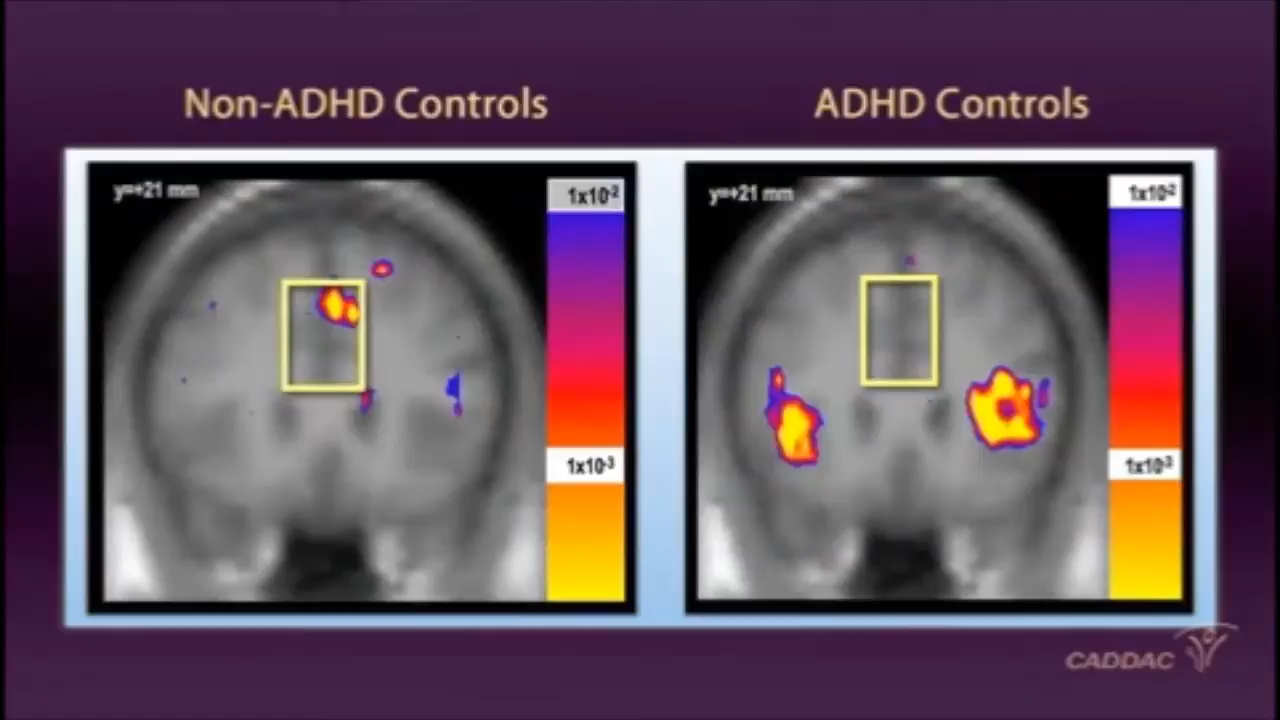 Non-ADHD Controls
ADHD Controls
y=+21 mm
1x10-2
1x10-3
y=+21 mm
1x10-2
1x10-3
CADDAC